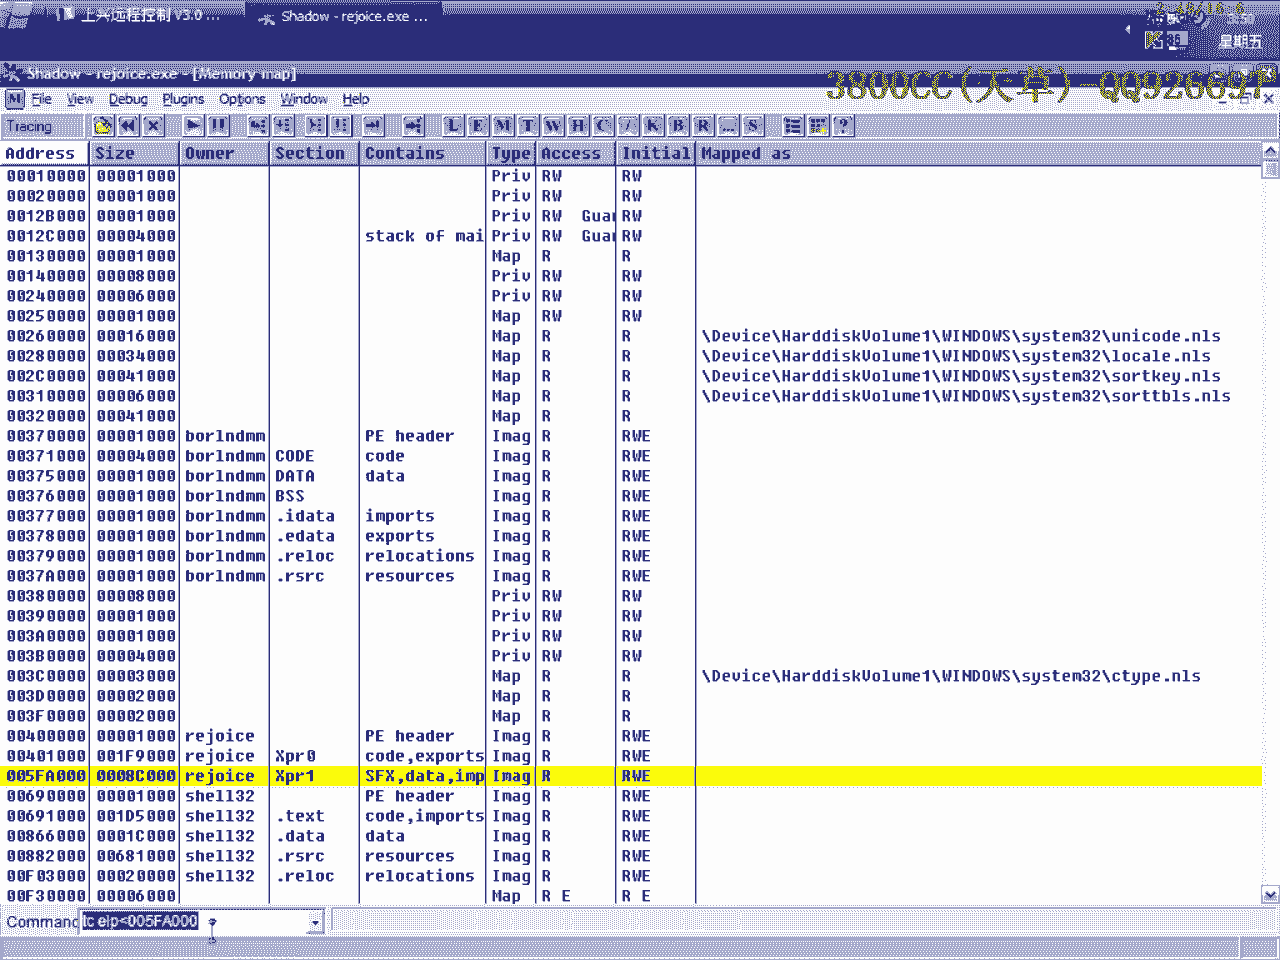 上兴远程控制 V3.0 ...
Shadow - rejoice.exe ...
星期五
Shadow - rejoice.exe - [Memory map]
3800CC(大草)
File View Debug Plugins Options Window Help
Tracing L E M T W H C / K B R ... S ?
Address Size Owner Section Contains Type Access Initial Mapped as
00010000 00001000 Priv RW RW
00020000 00001000 Priv RW RW
0012B000 00001000 Priv RW Guar RW
0012C000 00004000 stack of mai Priv RW Guar RW
00130000 00001000 Map R R
00140000 00008000 Priv RW RW
00240000 00006000 Priv RW RW
00250000 00001000 Map RW RW
00260000 00016000 Map R R \Device\HarddiskVolume1\WINDOWS\system32\unicode.nls
00280000 00034000 Map R R \Device\HarddiskVolume1\WINDOWS\system32\locale.nls
002C0000 00041000 Map R R \Device\HarddiskVolume1\WINDOWS\system32\sortkey.nls
00310000 00006000 Map R R \Device\HarddiskVolume1\WINDOWS\system32\sorttbls.nls
00320000 00041000 Map R R
00370000 00001000 borlndmm PE header Imag R RWE
00371000 00004000 borlndmm CODE code Imag R RWE
00375000 00001000 borlndmm DATA data Imag R RWE
00376000 00001000 borlndmm BSS Imag R RWE
00377000 00001000 borlndmm .idata imports Imag R RWE
00378000 00001000 borlndmm .edata exports Imag R RWE
00379000 00001000 borlndmm .reloc relocations Imag R RWE
0037A000 00001000 borlndmm .rsrc resources Imag R RWE
00380000 00008000 Priv RW RW
00390000 00001000 Priv RW RW
003A0000 00001000 Priv RW RW
003B0000 00004000 Priv RW RW
003C0000 00003000 Map R R \Device\HarddiskVolume1\WINDOWS\system32\ctype.nls
003D0000 00002000 Map R R
003F0000 00002000 Map R R
00400000 00001000 rejoice PE header Imag R RWE
00401000 001F9000 rejoice Xpr0 code,exports Imag R RWE
005FA000 0008C000 rejoice Xpr1 SFX,data,imp Imag R RWE
00690000 00001000 shell32 PE header Imag R RWE
00691000 001D5000 shell32 .text code,imports Imag R RWE
00866000 0001C000 shell32 .data data Imag R RWE
00882000 00681000 shell32 .rsrc resources Imag R RWE
00F03000 00020000 shell32 .reloc relocations Imag R RWE
00F30000 00006000 Map R E R E
Command tc eip<005FA000